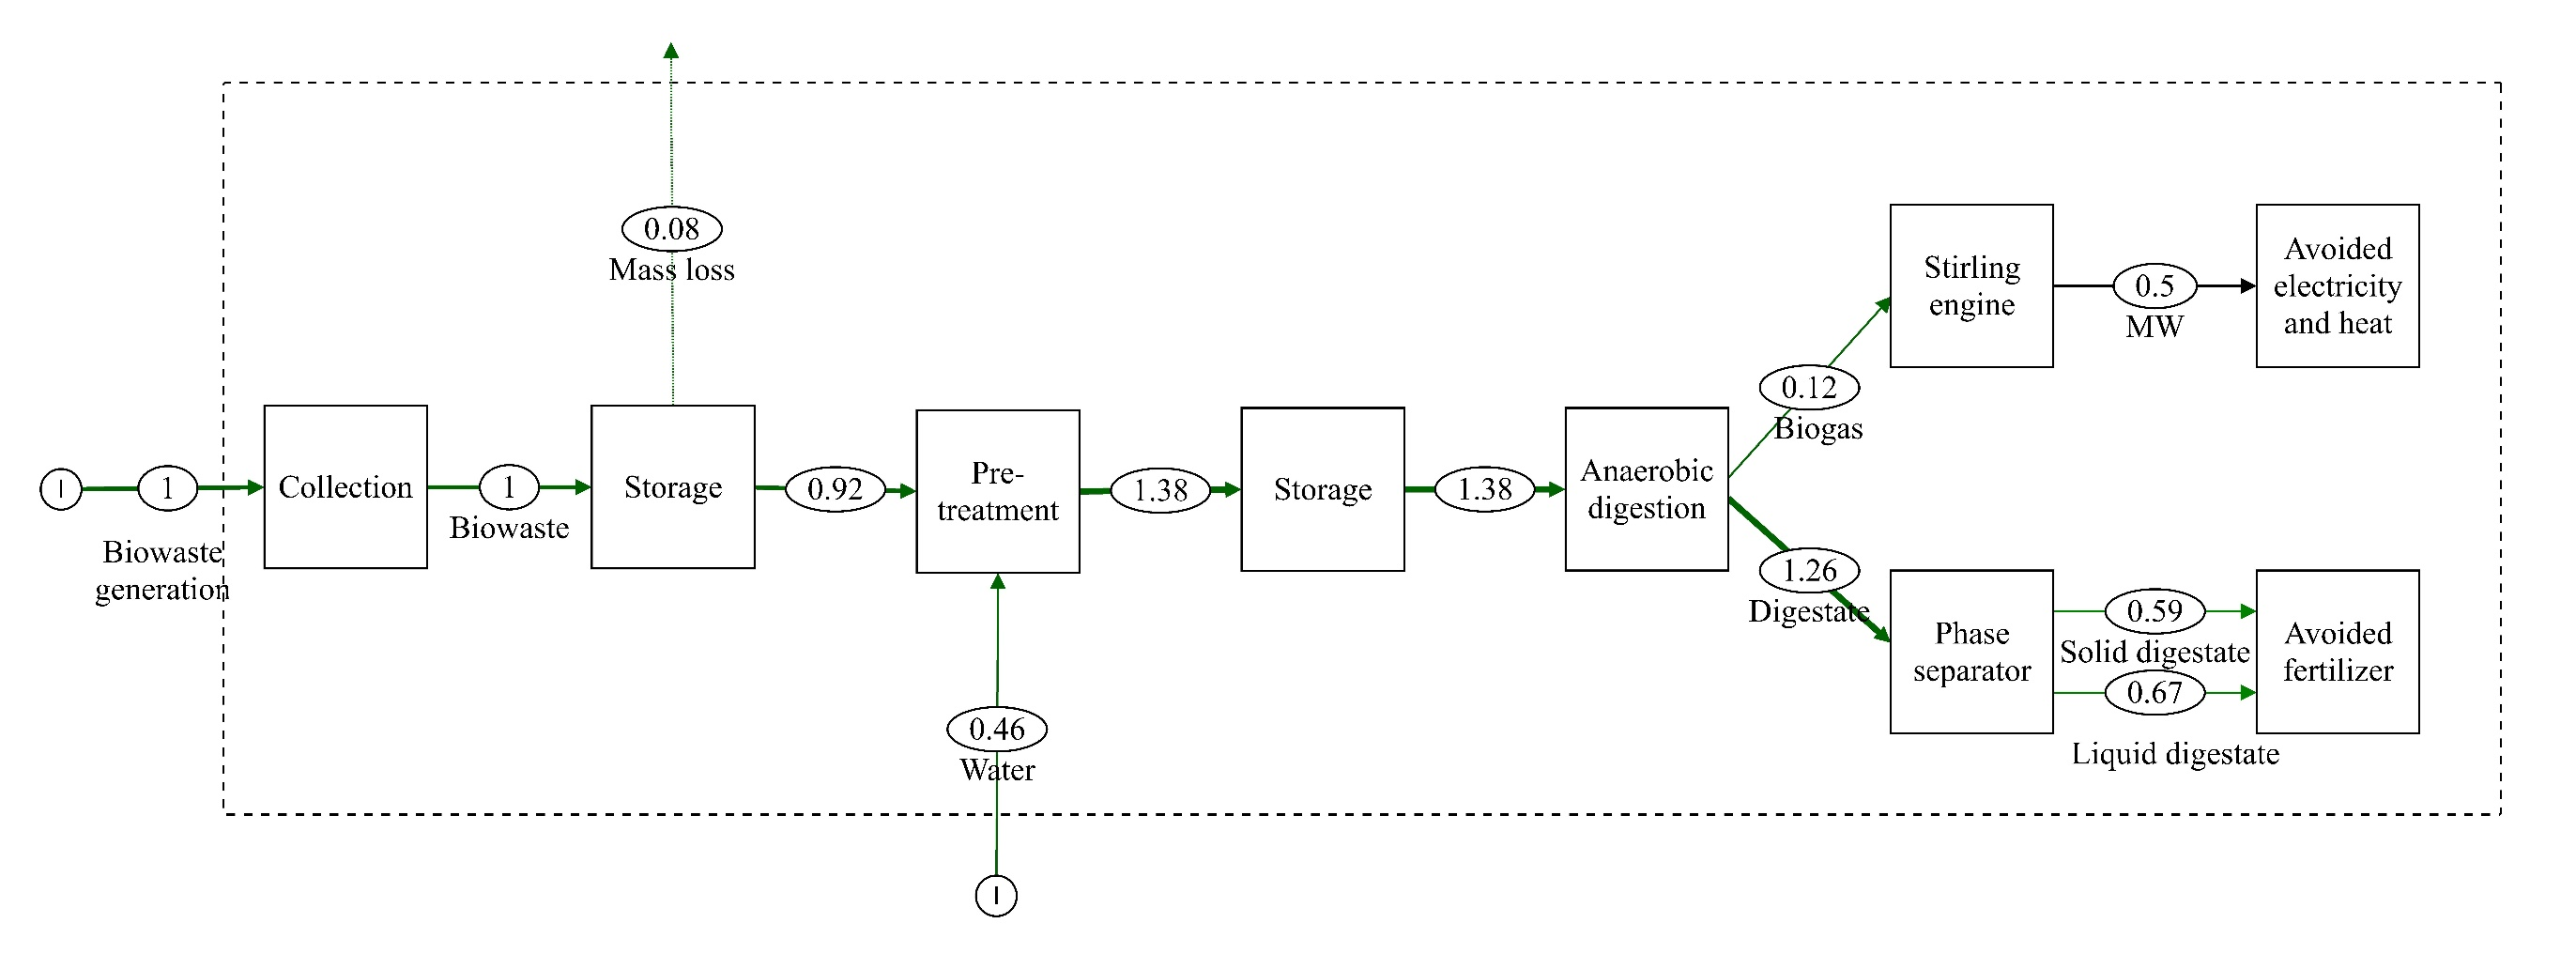 0.08
Mass loss
I
1
Biowaste
generation
Collection
1
Biowaste
Storage
0.92
Pre-
treatment
0.46
Water
I
1.38
Storage
1.38
Anaerobic
digestion
0.12
Biogas
Stirling
engine
0.5
MW
Avoided
electricity
and heat
1.26
Digestate
Phase
separator
0.59
Solid digestate
0.67
Liquid digestate
Avoided
fertilizer